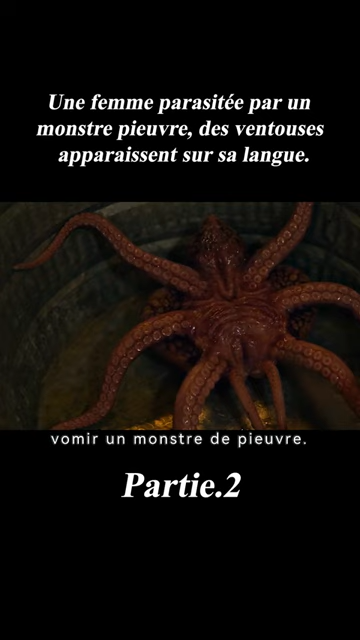 Une femme parasitée par un
monstre pieuvre, des ventouses
apparaissent sur sa langue.
vomir un monstre de pieuvre.
Partie.2